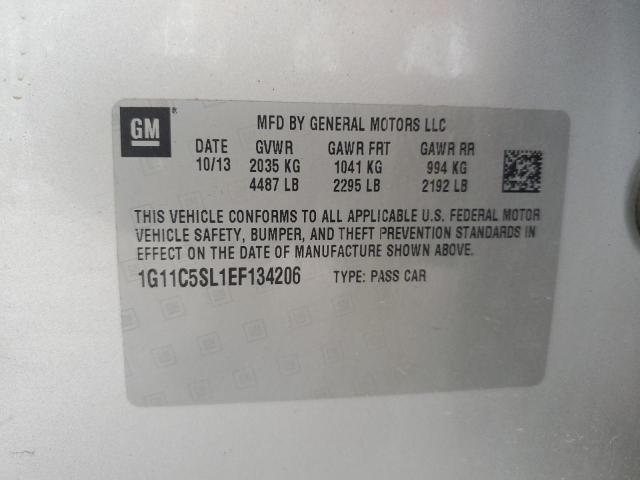 GM ® MFD BY GENERAL MOTORS LLC
DATE GVWR GAWR FRT GAWR RR
10/13 2035 KG 1041 KG 994 KG
4487 LB 2295 LB 2192 LB
THIS VEHICLE CONFORMS TO ALL APPLICABLE U.S. FEDERAL MOTOR
VEHICLE SAFETY, BUMPER, AND THEFT PREVENTION STANDARDS IN
EFFECT ON THE DATE OF MANUFACTURE SHOWN ABOVE.
1G11C5SL1EF134206 TYPE: PASS CAR